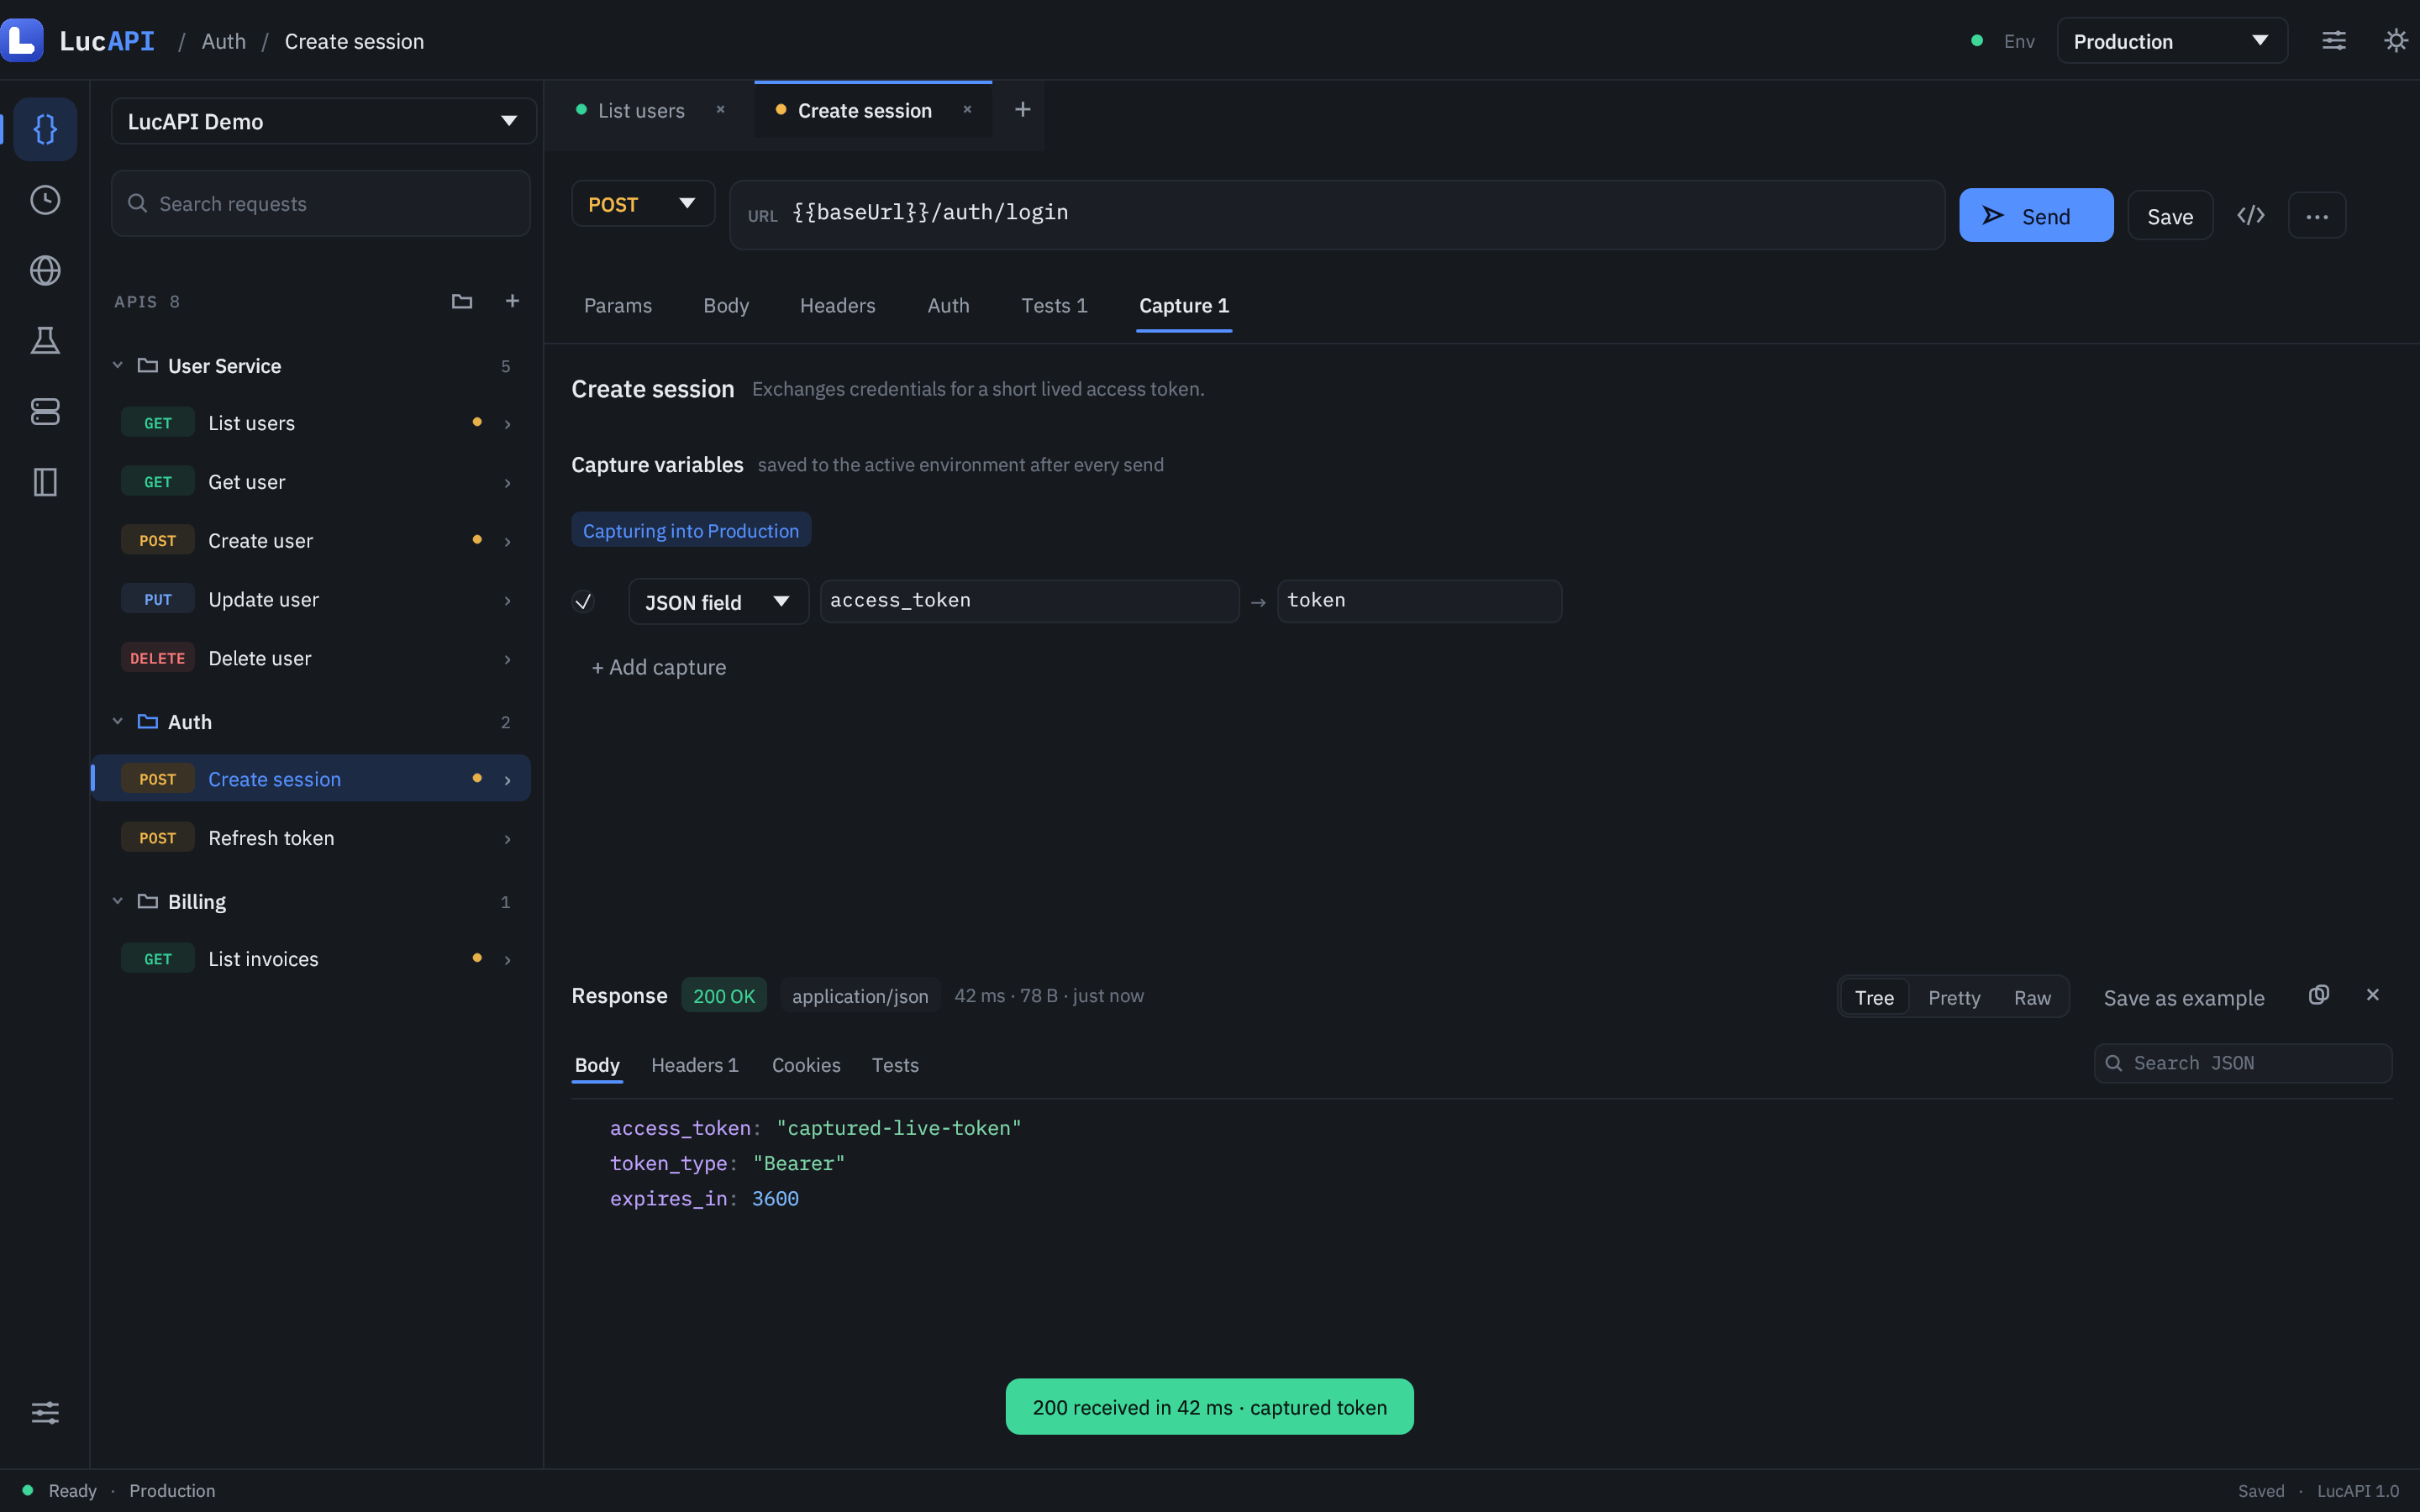 LucAPI / Auth / Create session
Env Production
LucAPI Demo
Search requests
APIS 8
User Service 5
GET List users
GET Get user
POST Create user
PUT Update user
DELETE Delete user
Auth 2
POST Create session
POST Refresh token
Billing 1
GET List invoices
List users × Create session × +
POST URL {{baseUrl}}/auth/login Send Save </> ...
Params Body Headers Auth Tests 1 Capture 1
Create session Exchanges credentials for a short lived access token.
Capture variables saved to the active environment after every send
Capturing into Production
JSON field access_token → token
+ Add capture
Response 200 OK application/json 42 ms · 78 B · just now Tree Pretty Raw Save as example ×
Body Headers 1 Cookies Tests Search JSON
access_token: "captured-live-token"
token_type: "Bearer"
expires_in: 3600
200 received in 42 ms · captured token
Ready · Production
Saved · LucAPI 1.0